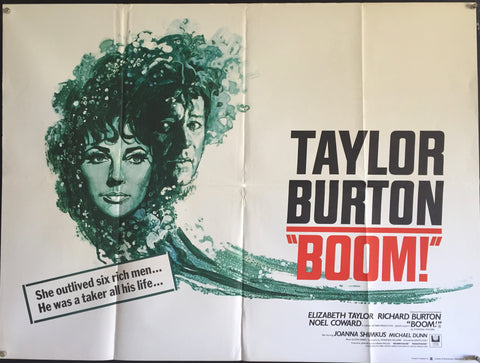 TAYLOR
BURTON
"BOOM!"
She outlived six rich men...
He was a taker all his life...
ELIZABETH TAYLOR RICHARD BURTON
NOEL COWARD "BOOM!"
JOANNA SHIMKUS MICHAEL DUNN